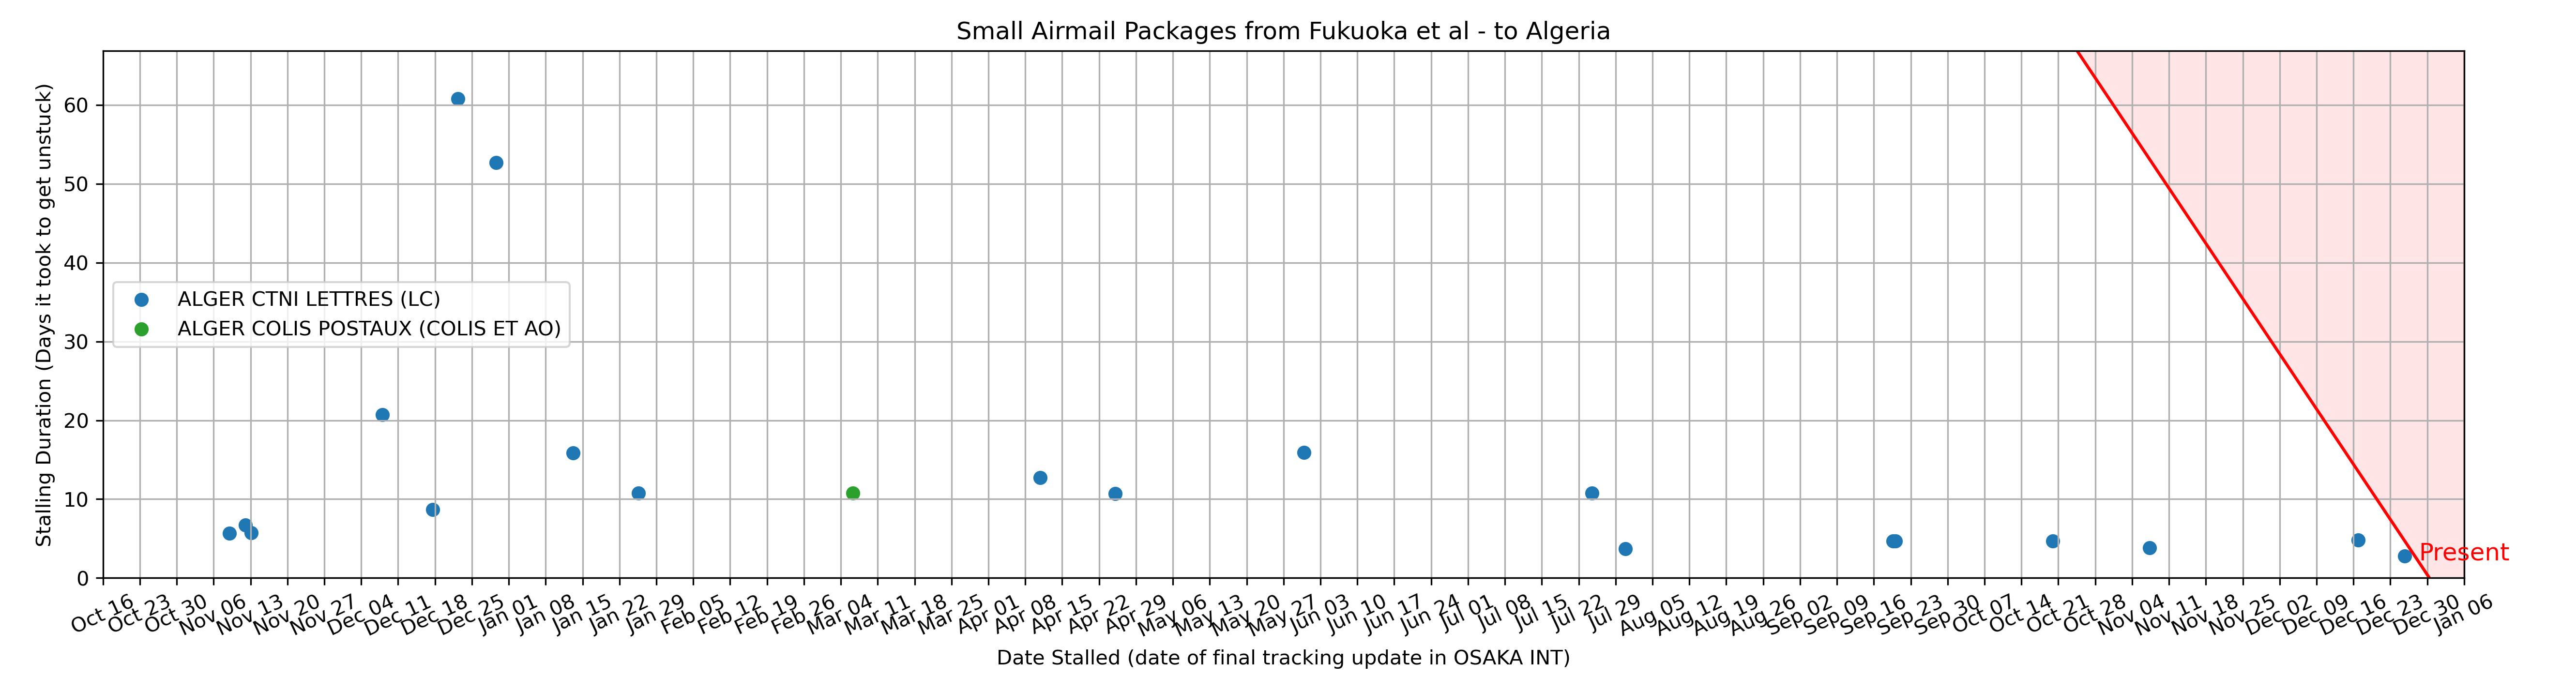 Small Airmail Packages from Fukuoka et al - to Algeria
Stalling Duration (Days it took to get unstuck)
60
50
40
30
20
10
0
ALGER CTNI LETTRES (LC)
ALGER COLIS POSTAUX (COLIS ET AO)
Present
Oct 16
Oct 23
Oct 30
Nov 06
Nov 13
Nov 20
Nov 27
Dec 04
Dec 11
Dec 18
Dec 25
Jan 01
Jan 08
Jan 15
Jan 22
Jan 29
Feb 05
Feb 12
Feb 19
Feb 26
Mar 04
Mar 11
Mar 18
Mar 25
Apr 01
Apr 08
Apr 15
Apr 22
Apr 29
May 06
May 13
May 20
May 27
Jun 03
Jun 10
Jun 17
Jun 24
Jul 01
Jul 08
Jul 15
Jul 22
Jul 29
Aug 05
Aug 12
Aug 19
Aug 26
Sep 02
Sep 09
Sep 16
Sep 23
Sep 30
Oct 07
Oct 14
Oct 21
Oct 28
Nov 04
Nov 11
Nov 18
Nov 25
Dec 02
Dec 09
Dec 16
Dec 23
Dec 30
Jan 06
Date Stalled (date of final tracking update in OSAKA INT)